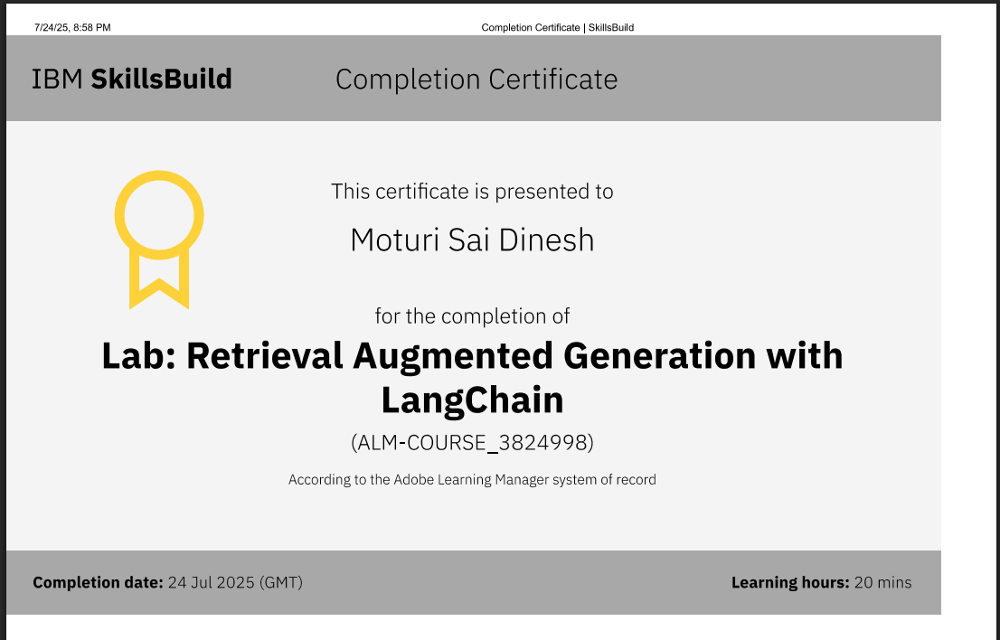 7/24/25, 8:58 PM
Completion Certificate | SkillsBuild
IBM SkillsBuild
Completion Certificate
This certificate is presented to
Moturi Sai Dinesh
for the completion of
Lab: Retrieval Augmented Generation with
LangChain
(ALM-COURSE_3824998)
According to the Adobe Learning Manager system of record
Completion date: 24 Jul 2025 (GMT)
Learning hours: 20 mins